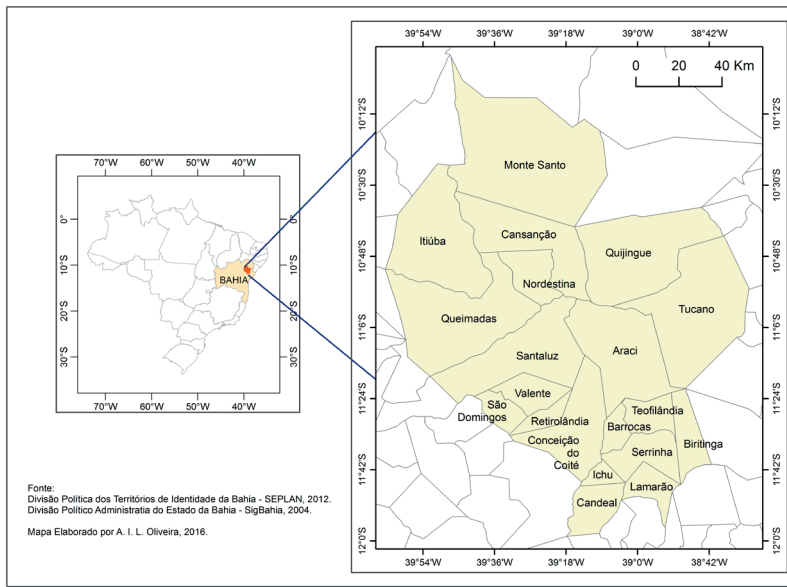 39°54'W 39°36'W 39°18'W 39°0'W 38°42'W
0 20 40 Km
10°12'S 10°12'S
Monte Santo
10°30'S 10°30'S
Itiúba
Cansanção
Quijingue
10°48'S 10°48'S
Nordestina
Tucano
Queimadas
11°6'S 11°6'S
Santaluz
Araci
11°24'S 11°24'S
Valente
São
Domingos
Teofilândia
Retirolândia
Barrocas
Conceição
do
Coité
Biritinga
Serrinha
11°42'S 11°42'S
Ichu
Lamarão
Candeal
12°0'S 12°0'S
39°54'W 39°36'W 39°18'W 39°0'W 38°42'W
70°W 60°W 50°W 40°W
0° 0°
10°S 10°S
BAHIA
20°S 20°S
30°S 30°S
70°W 60°W 50°W 40°W
Fonte:
Divisão Política dos Territórios de Identidade da Bahia - SEPLAN, 2012.
Divisão Político Administratia do Estado da Bahia - SigBahia, 2004.
Mapa Elaborado por A. I. L. Oliveira, 2016.